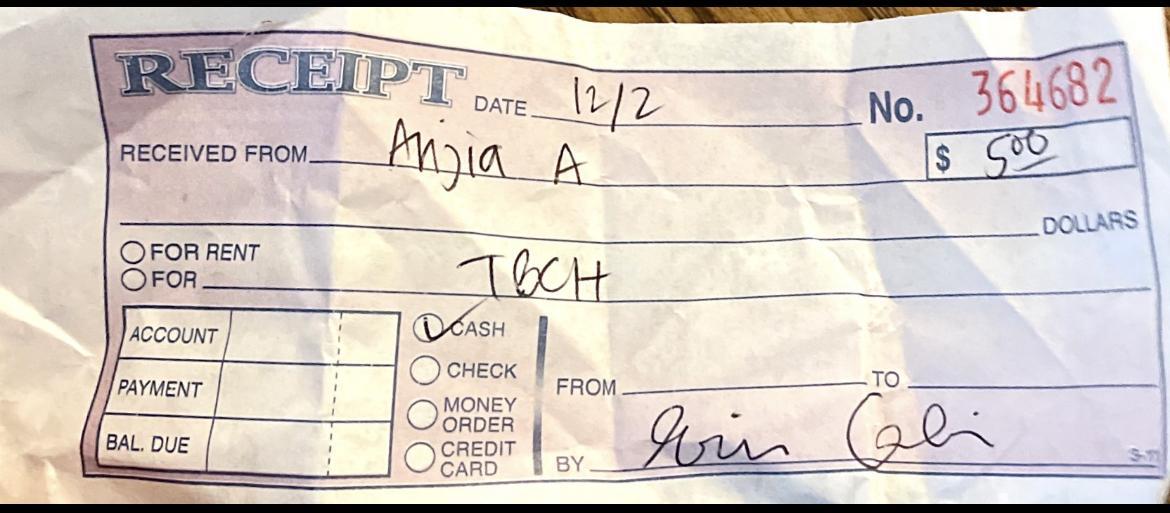 RECEIPT DATE 12/2 No. 364682
RECEIVED FROM Anjia A $ 500
DOLLARS
FOR RENT
FOR TBCH
ACCOUNT
PAYMENT
BAL. DUE
CASH
CHECK
MONEY ORDER
CREDIT CARD
FROM TO
BY